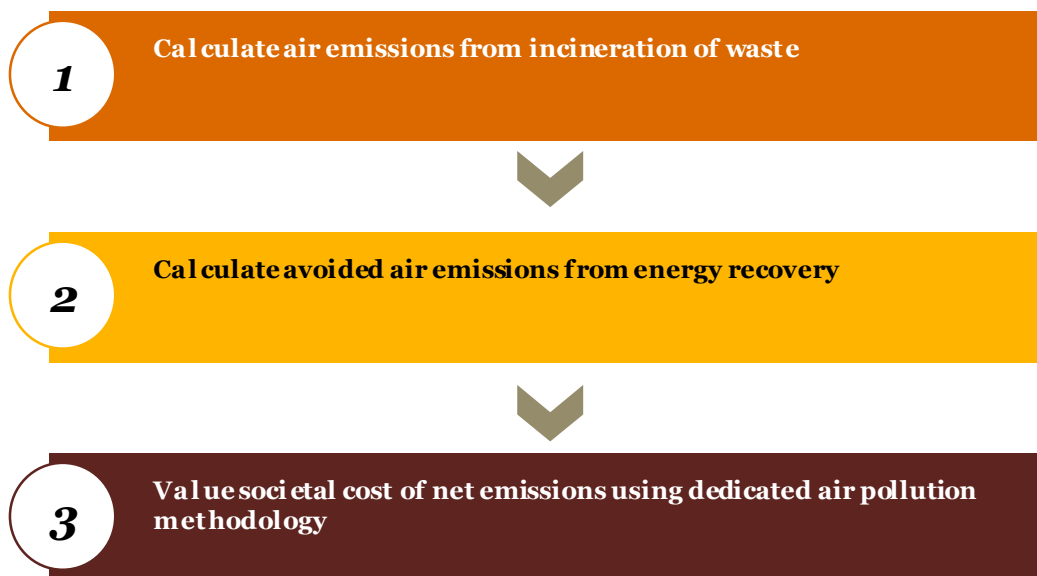 1
Calculate air emissions from incineration of waste
2
Calculate avoided air emissions from energy recovery
3
Value societal cost of net emissions using dedicated air pollution
methodology